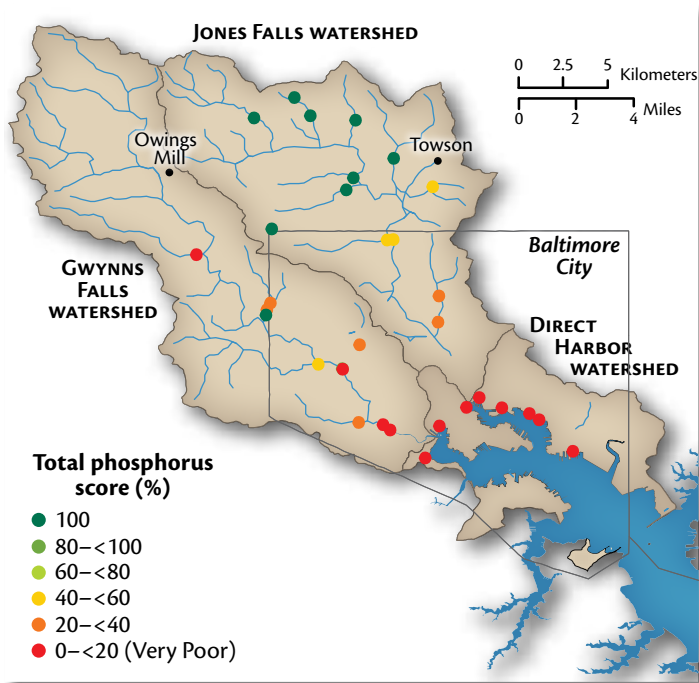 JONES FALLS WATERSHED
0 2.5 5 Kilometers
0 2 4 Miles
Owings
Mill
Towson
Baltimore
City
GWYNNS
FALLS
WATERSHED
DIRECT
HARBOR
WATERSHED
Total phosphorus
score (%)
100
80–<100
60–<80
40–<60
20–<40
0–<20 (Very Poor)